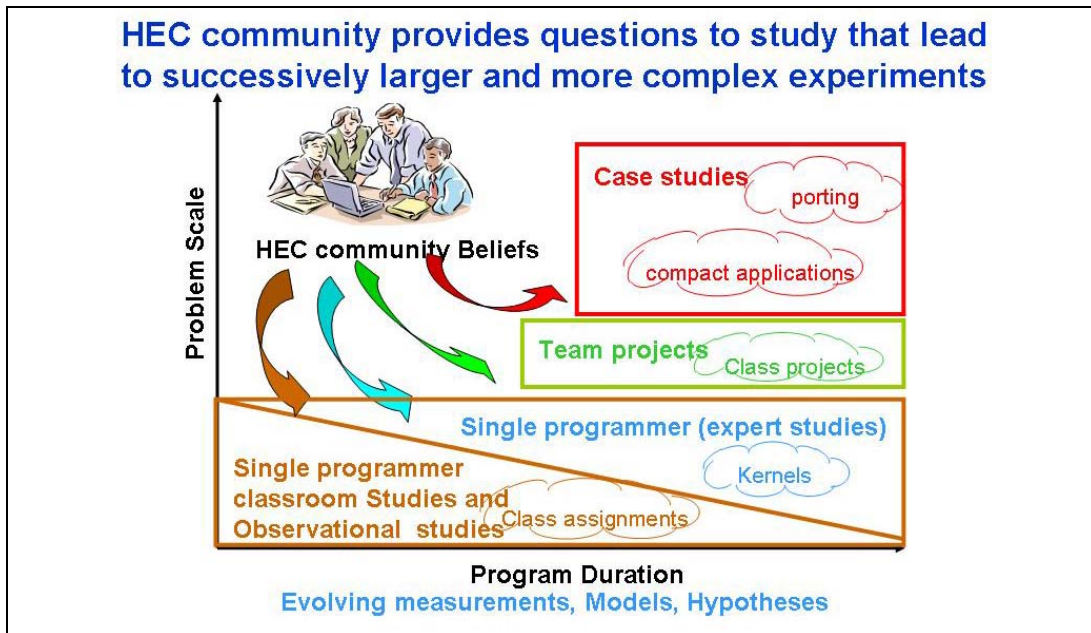 HEC community provides questions to study that lead
to successively larger and more complex experiments
Problem Scale
HEC community Beliefs
Case studies
porting
compact applications
Team projects
Class projects
Single programmer (expert studies)
Kernels
Single programmer
classroom Studies and
Observational studies
Class assignments
Program Duration
Evolving measurements, Models, Hypotheses